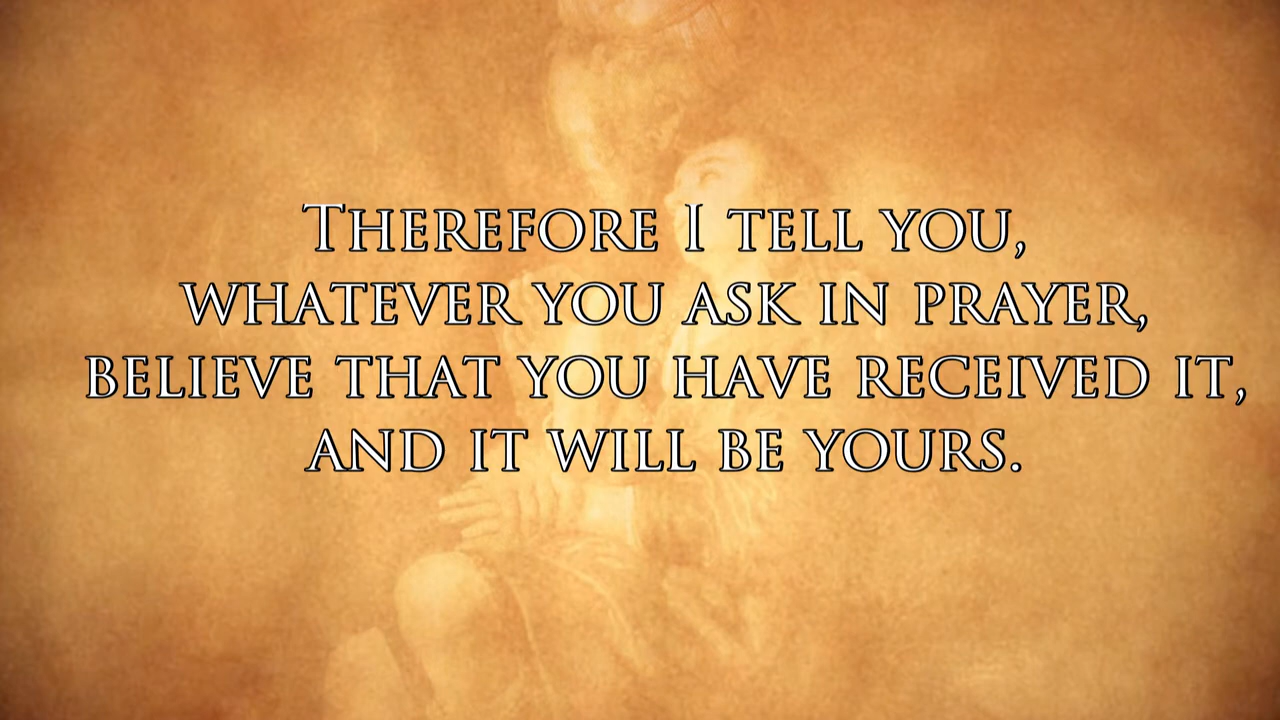 Therefore I tell you,
whatever you ask in prayer,
believe that you have received it,
and it will be yours.